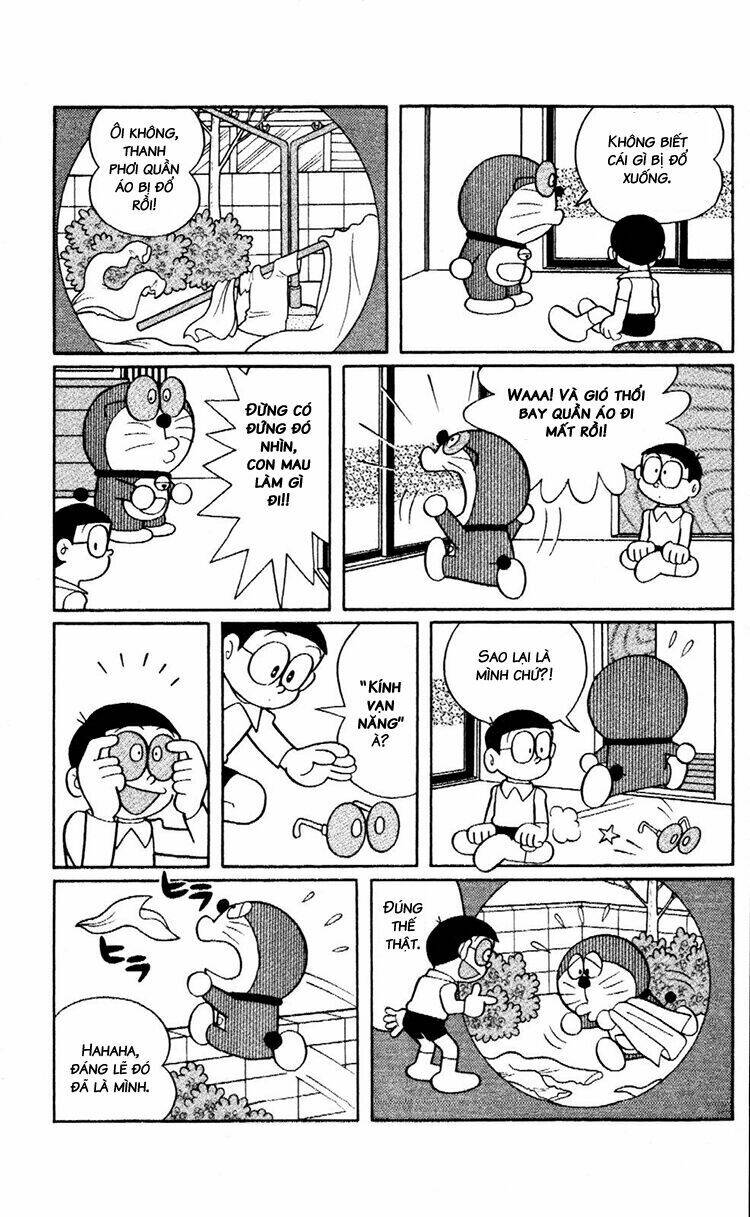 KHÔNG BIẾT
CÁI GÌ BỊ ĐỔ
XUỐNG.
ÔI KHÔNG,
THANH
PHƠI QUẦN
ÁO BỊ ĐỔ
RỒI!
WAAA! VÀ GIÓ THỔI
BAY QUẦN ÁO ĐI
MẤT RỒI!
ĐỪNG CÓ
ĐỨNG ĐÓ
NHÌN,
CON MAU
LÀM GÌ
ĐI!!
SAO LẠI LÀ
MÌNH CHỨ?!
"KÍNH
VẠN
NĂNG"
À?
ĐÚNG
THẾ
THẬT.
ヒラ
ヒラ
HAHAHA,
ĐÁNG LẼ ĐÓ
ĐÃ LÀ MÌNH.